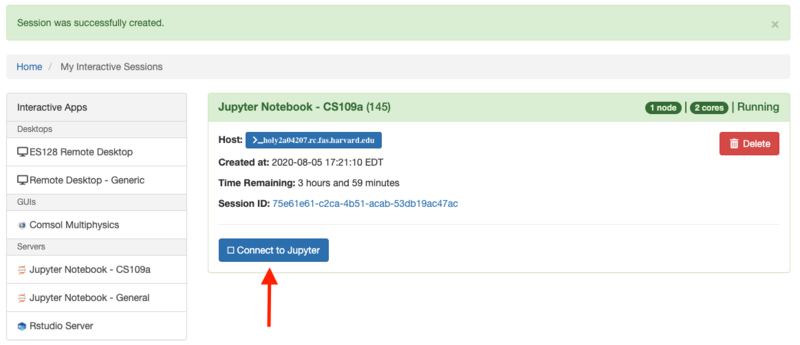 Session was successfully created.
×
Home / My Interactive Sessions
Interactive Apps
Desktops
ES128 Remote Desktop
Remote Desktop - Generic
GUIs
Comsol Multiphysics
Servers
Jupyter Notebook - CS109a
Jupyter Notebook - General
Rstudio Server
Jupyter Notebook - CS109a (145) 1 node | 2 cores | Running
Host: >_holy2a04207.rc.fas.harvard.edu
Delete
Created at: 2020-08-05 17:21:10 EDT
Time Remaining: 3 hours and 59 minutes
Session ID: 75e61e61-c2ca-4b51-acab-53db19ac47ac
Connect to Jupyter